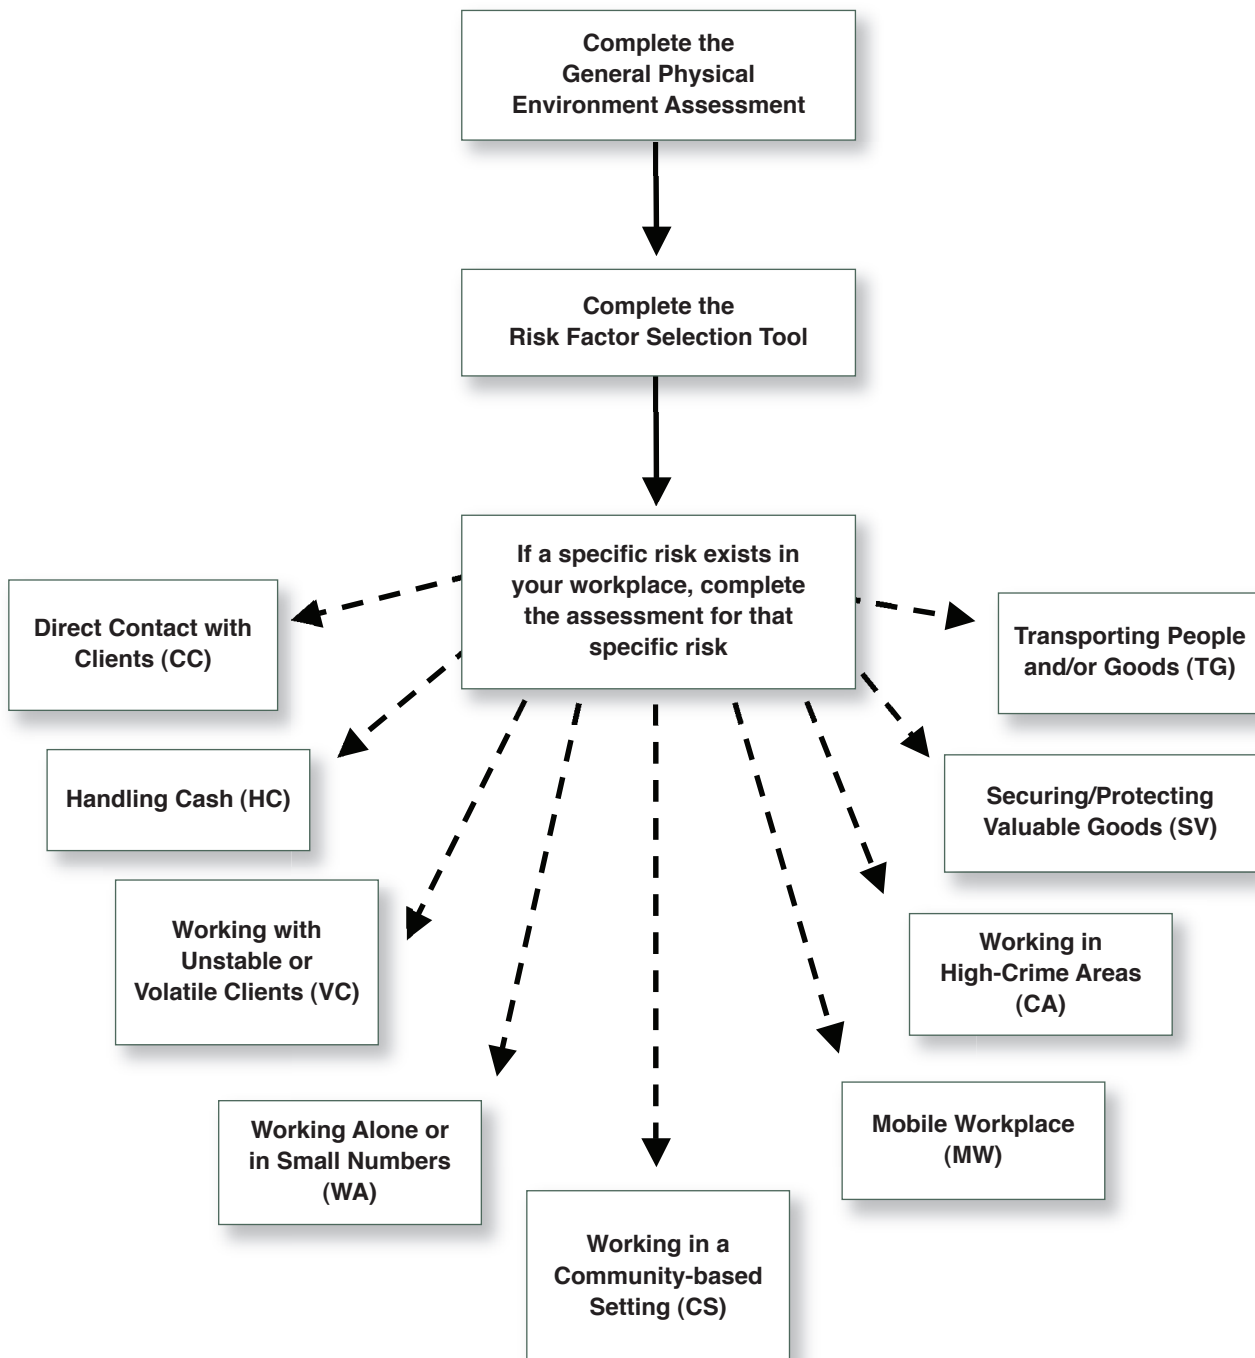 Complete the
General Physical
Environment Assessment
Complete the
Risk Factor Selection Tool
If a specific risk exists in
your workplace, complete
the assessment for that
specific risk
Direct Contact with
Clients (CC)
Handling Cash (HC)
Working with
Unstable or
Volatile Clients (VC)
Working Alone or
in Small Numbers
(WA)
Working in a
Community-based
Setting (CS)
Mobile Workplace
(MW)
Working in
High-Crime Areas
(CA)
Securing/Protecting
Valuable Goods (SV)
Transporting People
and/or Goods (TG)